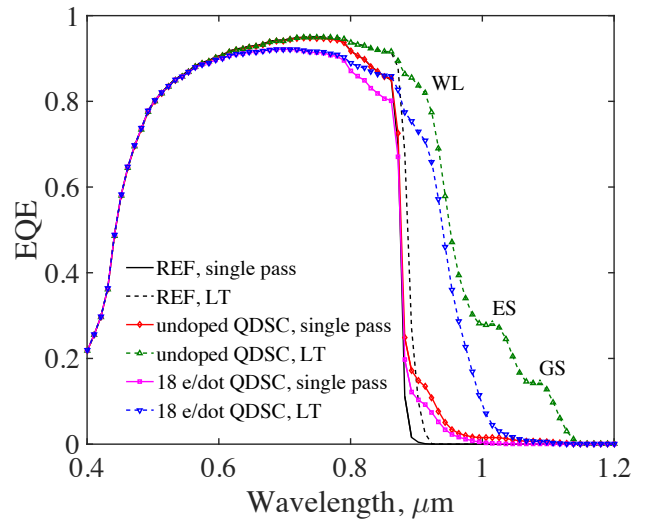 1
0.8
0.6
0.4
0.2
0
EQE
WL
ES
GS
REF, single pass
REF, LT
undoped QDSC, single pass
undoped QDSC, LT
18 e/dot QDSC, single pass
18 e/dot QDSC, LT
0.4 0.6 0.8 1 1.2
Wavelength, μm